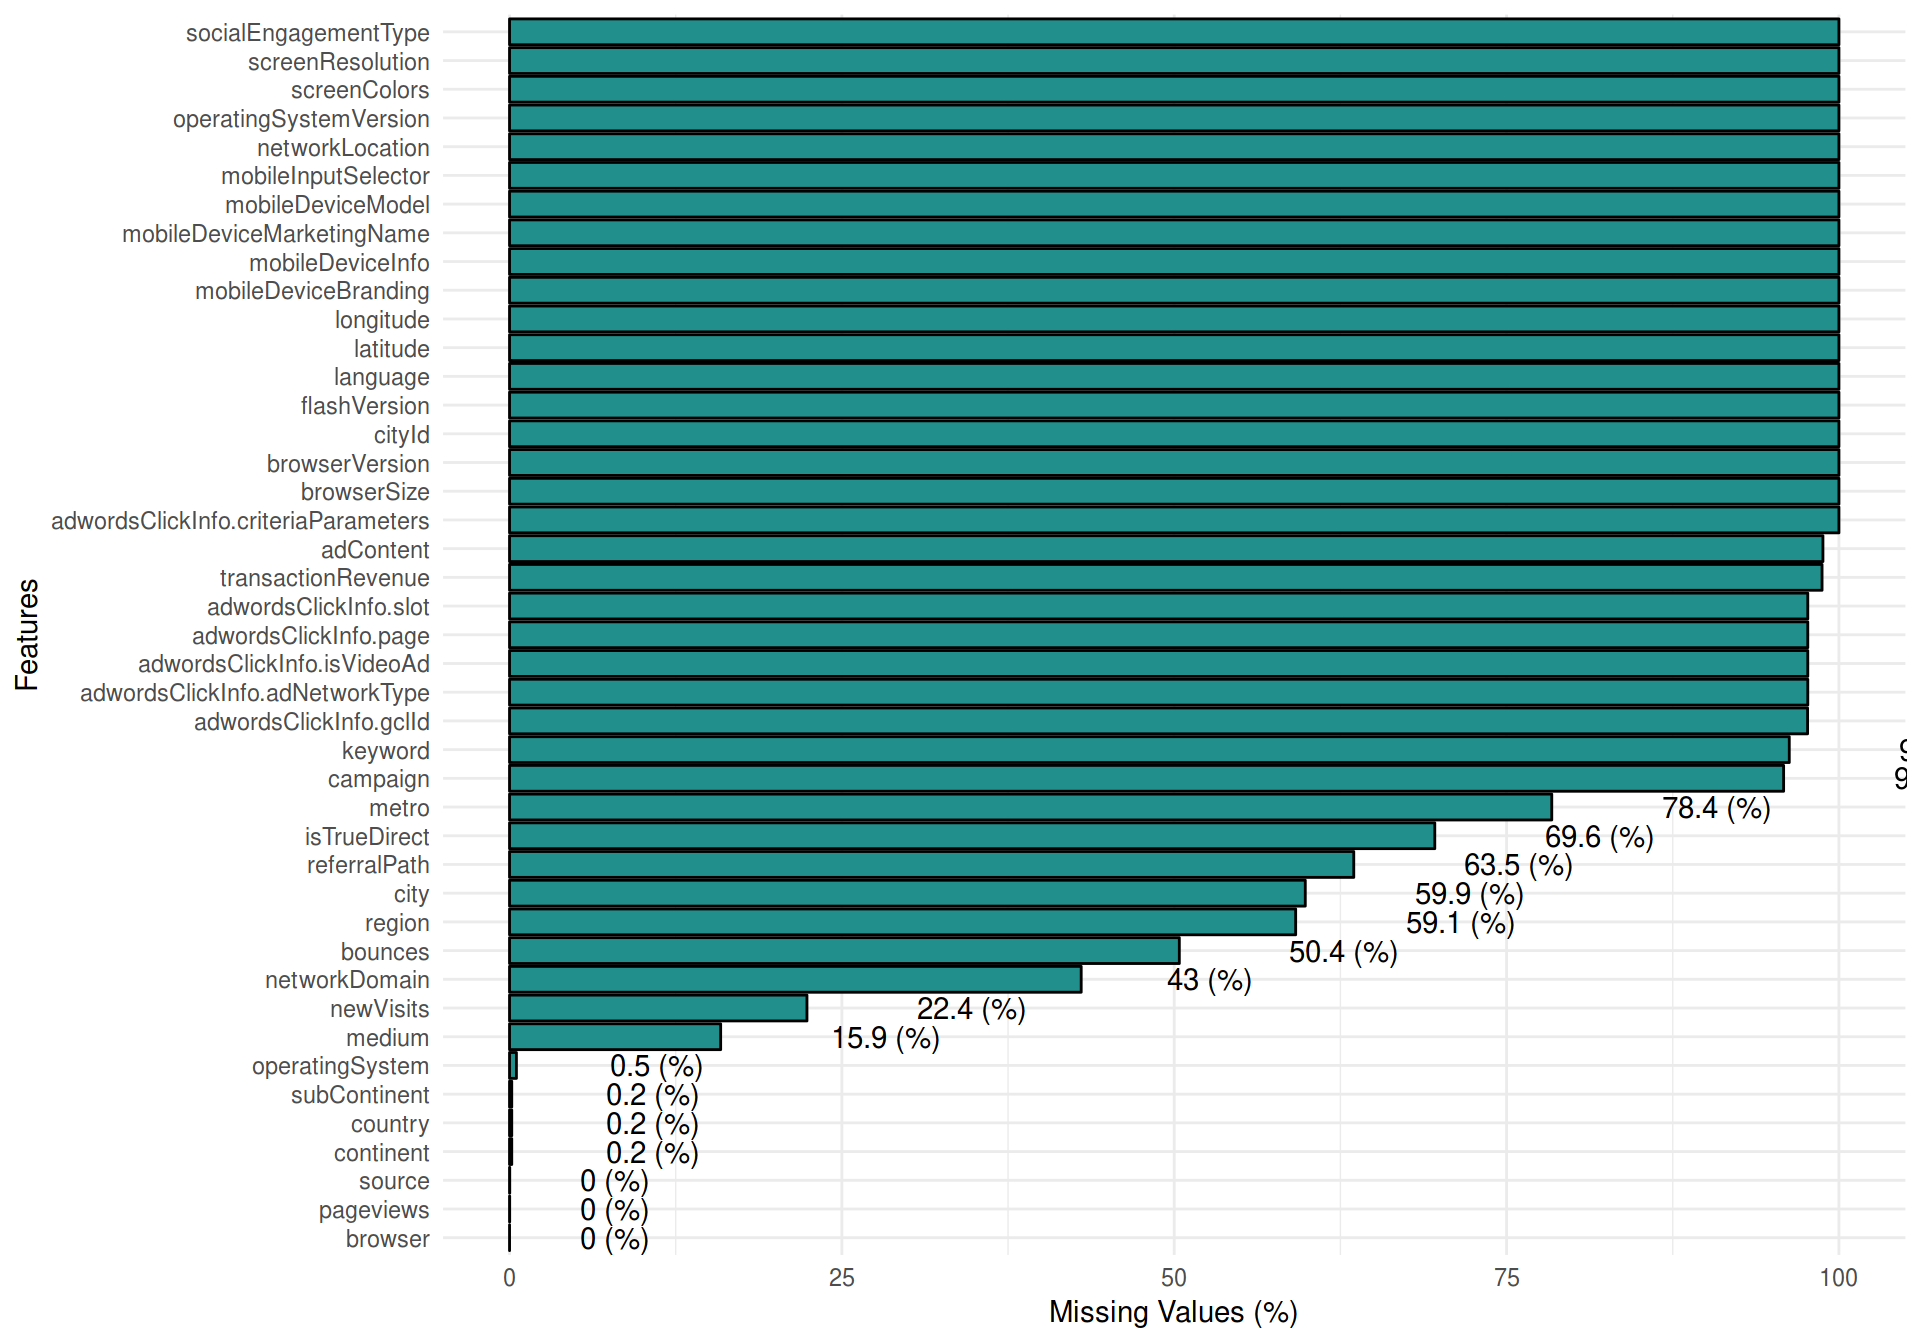 socialEngagementType
screenResolution
screenColors
operatingSystemVersion
networkLocation
mobileInputSelector
mobileDeviceModel
mobileDeviceMarketingName
mobileDeviceInfo
mobileDeviceBranding
longitude
latitude
language
flashVersion
cityId
browserVersion
browserSize
adwordsClickInfo.criteriaParameters
adContent
transactionRevenue
adwordsClickInfo.slot
adwordsClickInfo.page
adwordsClickInfo.isVideoAd
adwordsClickInfo.adNetworkType
adwordsClickInfo.gclId
keyword
campaign
metro 78.4 (%)
isTrueDirect 69.6 (%)
referralPath 63.5 (%)
city 59.9 (%)
region 59.1 (%)
bounces 50.4 (%)
networkDomain 43 (%)
newVisits 22.4 (%)
medium 15.9 (%)
operatingSystem 0.5 (%)
subContinent 0.2 (%)
country 0.2 (%)
continent 0.2 (%)
source 0 (%)
pageviews 0 (%)
browser 0 (%)
Features
0 25 50 75 100
Missing Values (%)